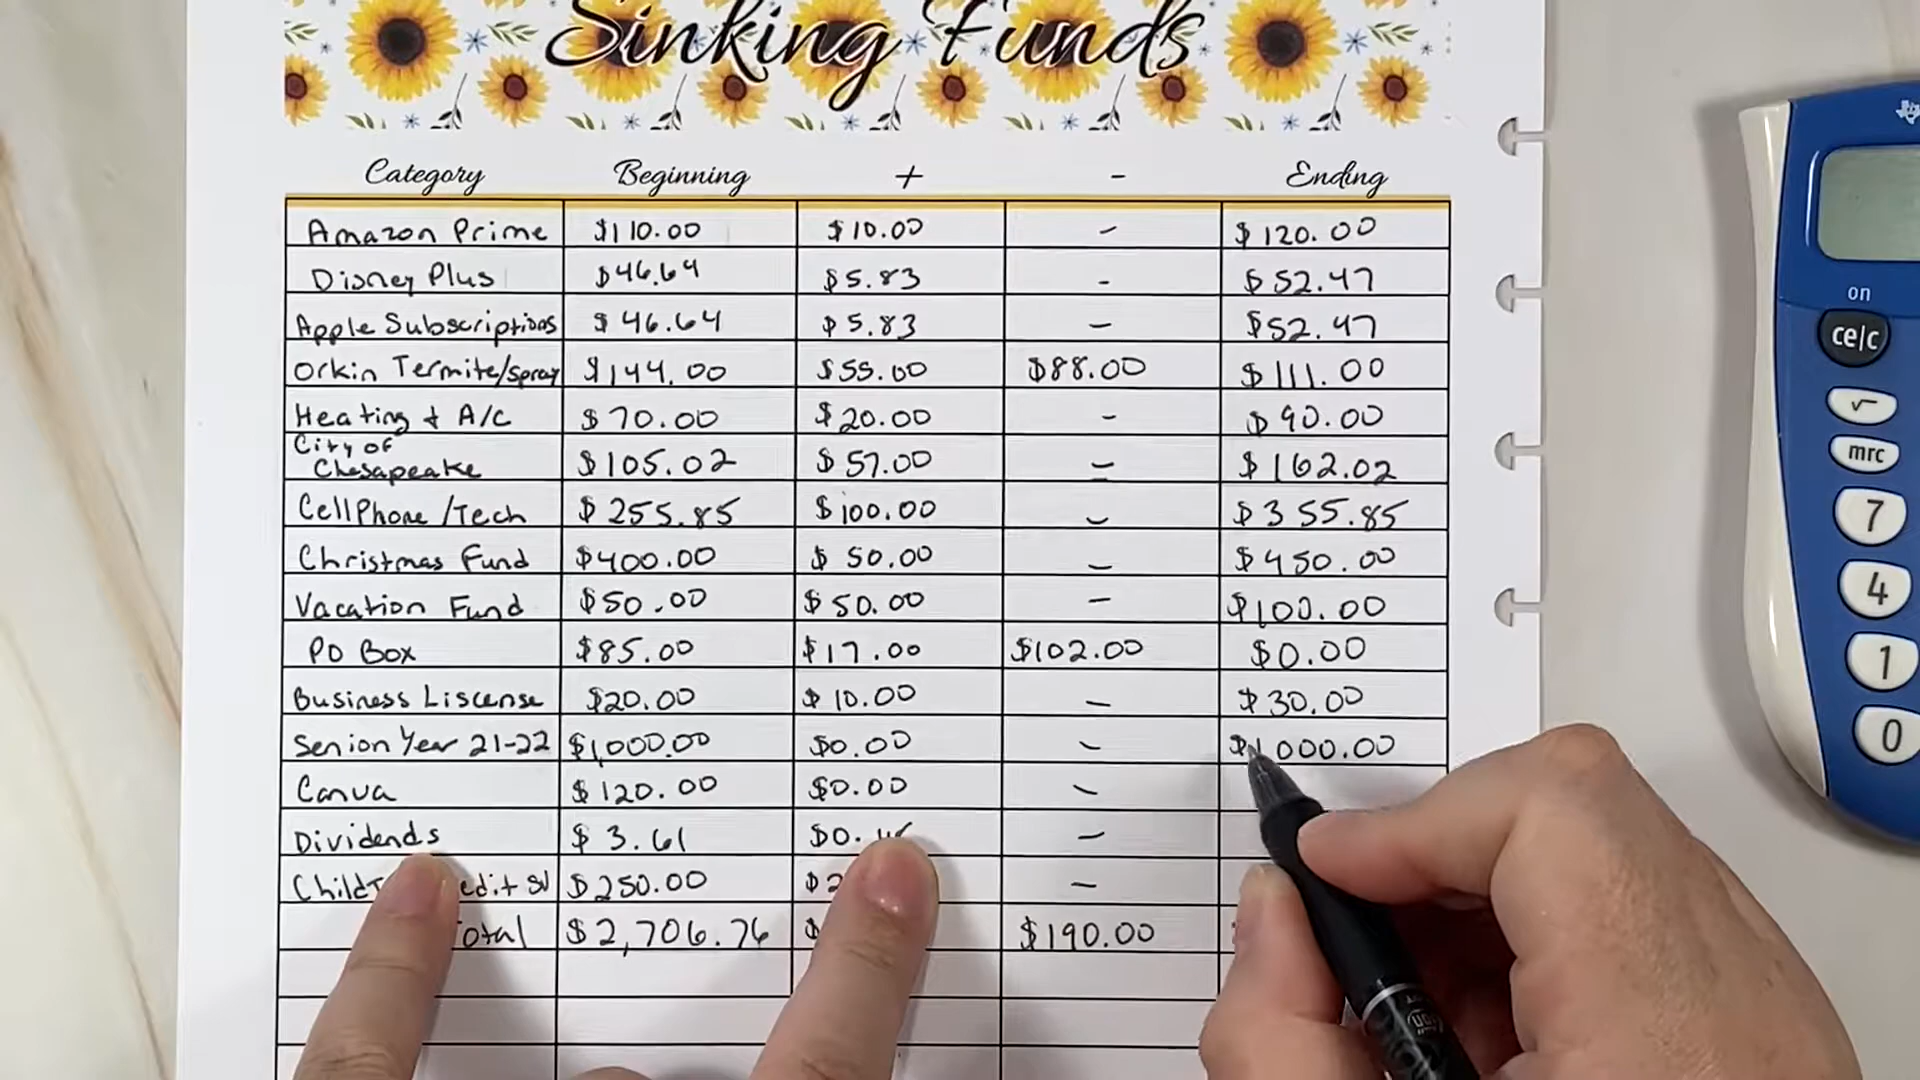 Sinking Funds
Category Beginning + - Ending
Amazon Prime $110.00 $10.00 - $120.00
Disney Plus $46.64 $5.83 - $52.47
Apple Subscriptions $46.64 $5.83 - $52.47
Orkin Termite/spray $144.00 $55.00 $88.00 $111.00
Heating + A/C $70.00 $20.00 - $90.00
City of
Chesapeake $105.02 $57.00 - $162.02
Cell Phone /Tech $255.85 $100.00 - $355.85
Christmas Fund $400.00 $50.00 - $450.00
Vacation Fund $50.00 $50.00 - $100.00
PO Box $85.00 $17.00 $102.00 $0.00
Business Liscense $20.00 $10.00 - $30.00
Senior Year 21-22 $1,000.00 $0.00 - $1000.00
Canva $120.00 $0.00 -
Dividends $3.61 -
$250.00 -
$2,706.76 $190.00
on
ce|c
√
mrc
7
4
1
0